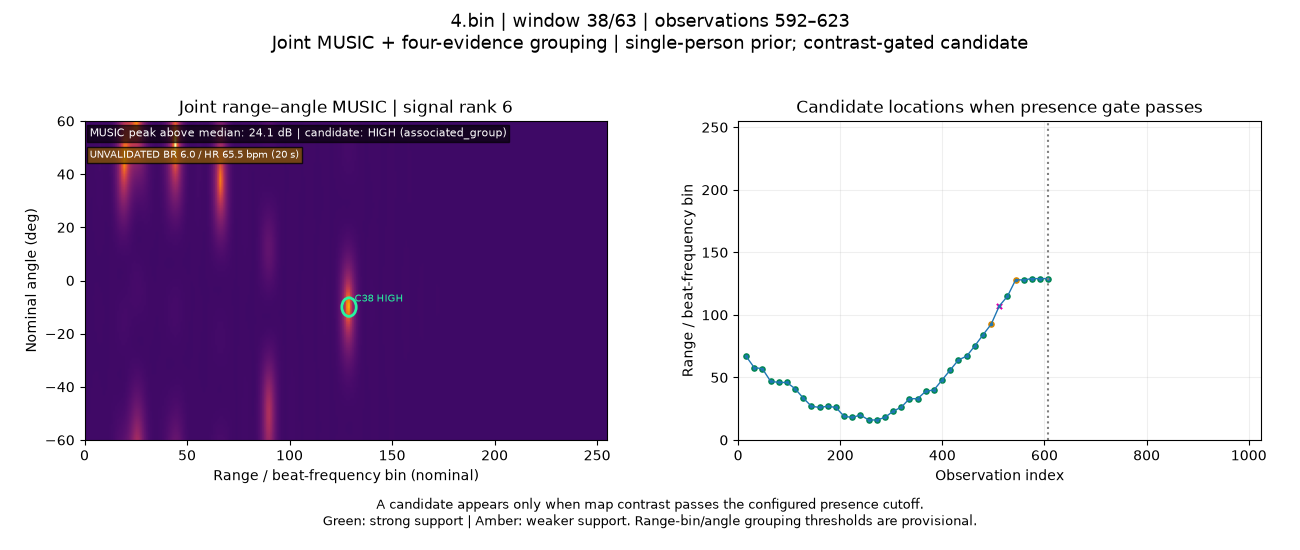 4.bin | window 38/63 | observations 592–623
Joint MUSIC + four-evidence grouping | single-person prior; contrast-gated candidate
Joint range–angle MUSIC | signal rank 6
MUSIC peak above median: 24.1 dB | candidate: HIGH (associated_group)
UNVALIDATED BR 6.0 / HR 65.5 bpm (20 s)
C38 HIGH
Nominal angle (deg)
60
40
20
0
−20
−40
−60
0 50 100 150 200 250
Range / beat-frequency bin (nominal)
Candidate locations when presence gate passes
Range / beat-frequency bin
250
200
150
100
50
0
0 200 400 600 800 1000
Observation index
A candidate appears only when map contrast passes the configured presence cutoff.
Green: strong support | Amber: weaker support. Range-bin/angle grouping thresholds are provisional.